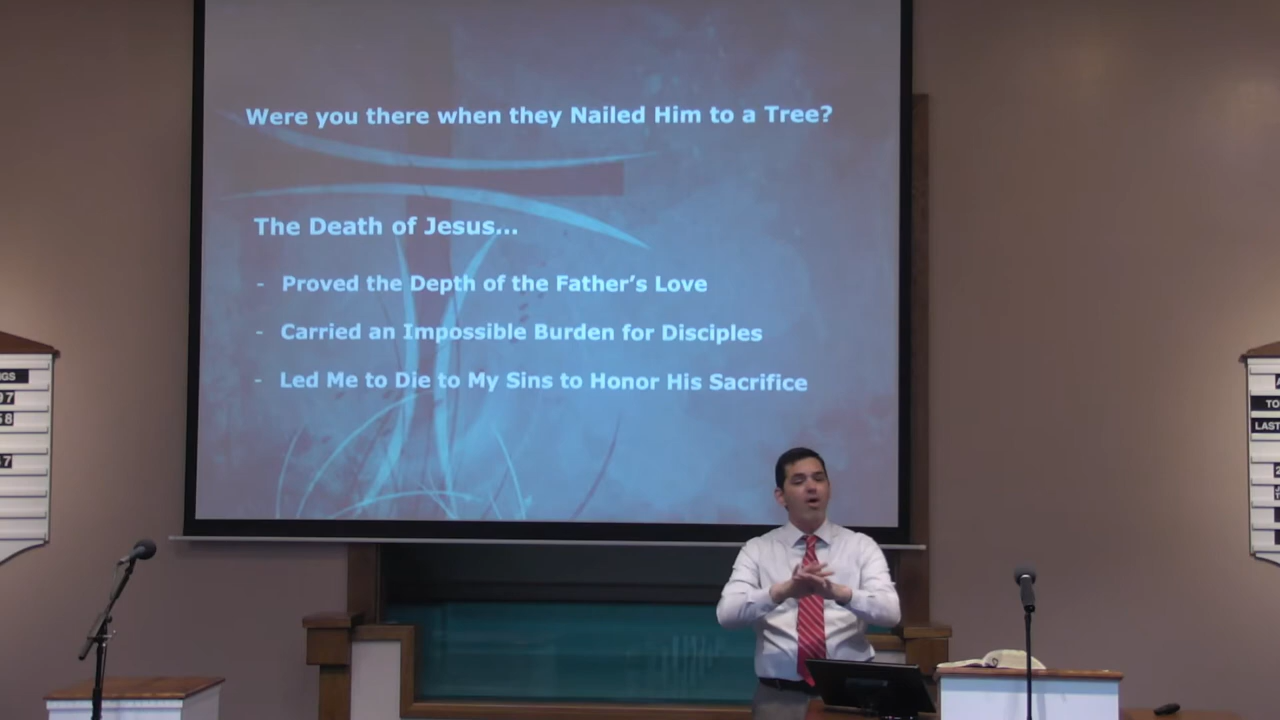 Were you there when they Nailed Him to a Tree?
The Death of Jesus...
- Proved the Depth of the Father's Love
- Carried an Impossible Burden for Disciples
- Led Me to Die to My Sins to Honor His Sacrifice
LAST